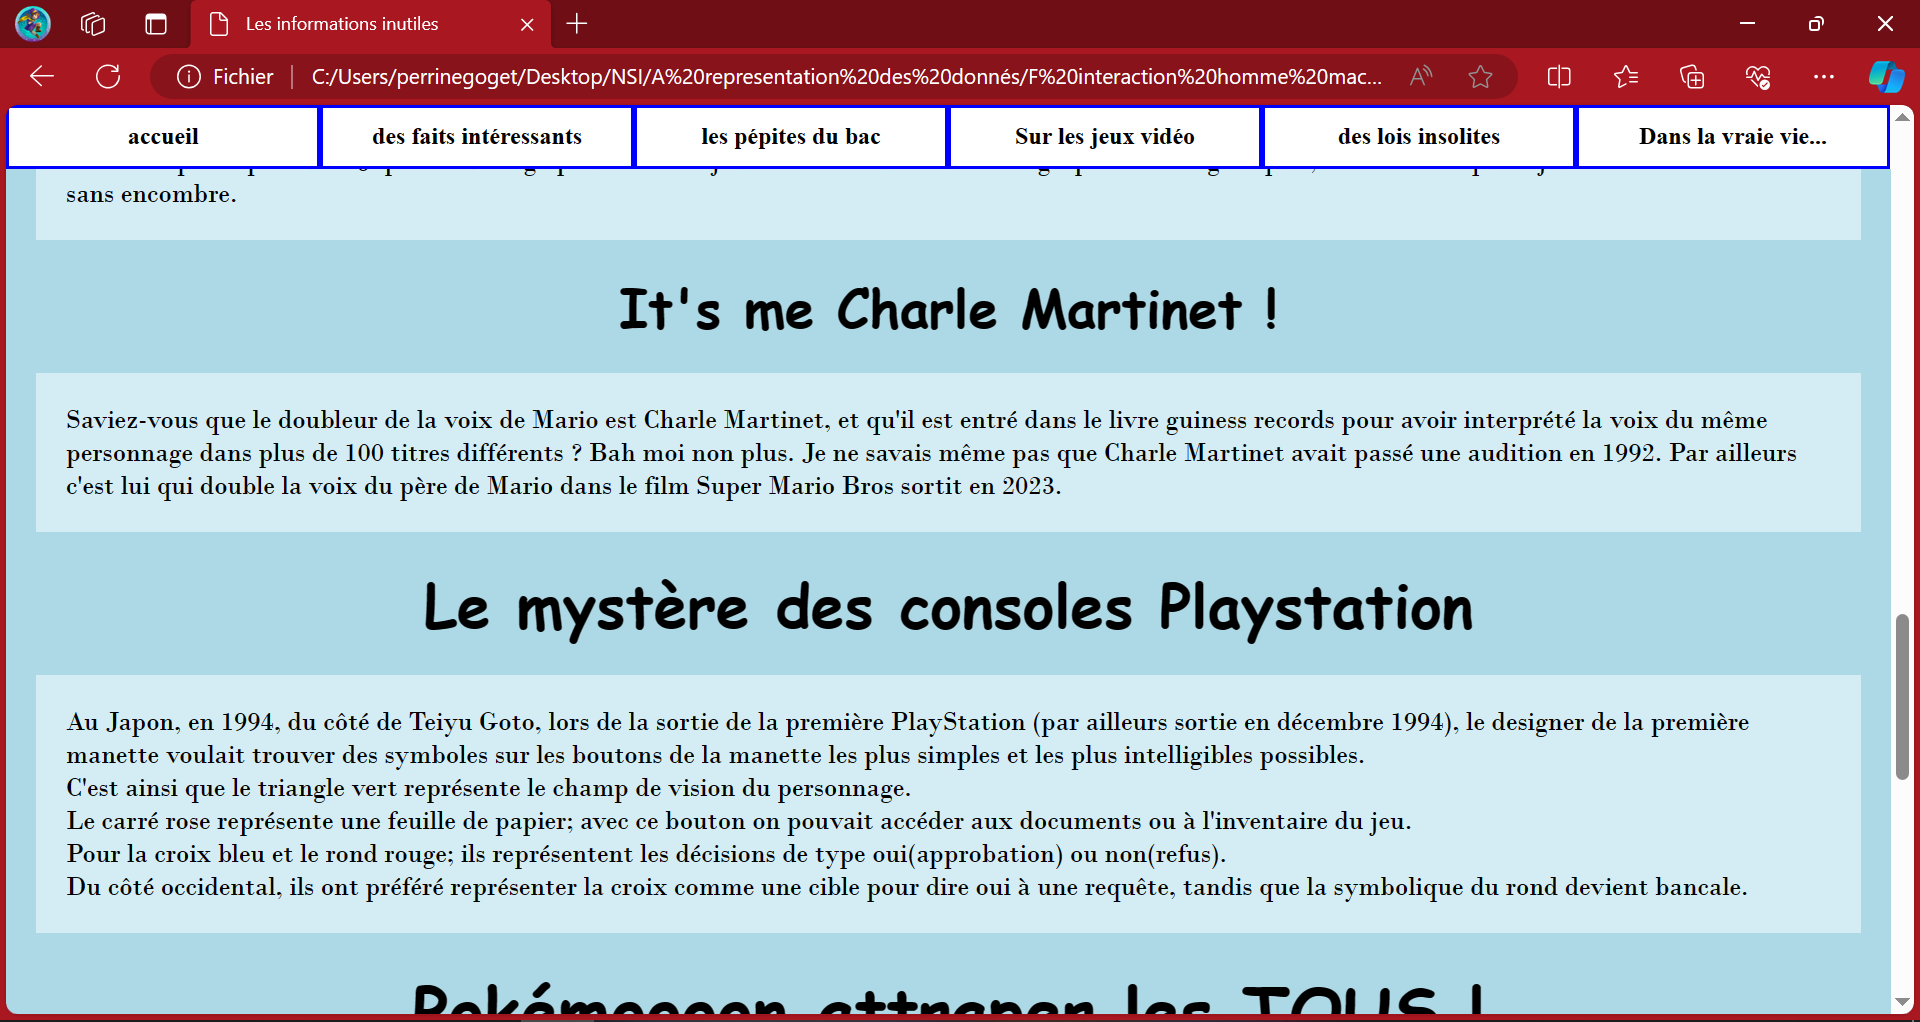 Les informations inutiles
Fichier
C:/Users/perrinegoget/Desktop/NSI/A%20representation%20des%20donnés/F%20interaction%20homme%20mac...
accueil
des faits intéressants
les pépites du bac
Sur les jeux vidéo
des lois insolites
Dans la vraie vie...
sans encombre.
It's me Charle Martinet !
Saviez-vous que le doubleur de la voix de Mario est Charle Martinet, et qu'il est entré dans le livre guiness records pour avoir interprété la voix du même
personnage dans plus de 100 titres différents ? Bah moi non plus. Je ne savais même pas que Charle Martinet avait passé une audition en 1992. Par ailleurs
c'est lui qui double la voix du père de Mario dans le film Super Mario Bros sortit en 2023.
Le mystère des consoles Playstation
Au Japon, en 1994, du côté de Teiyu Goto, lors de la sortie de la première PlayStation (par ailleurs sortie en décembre 1994), le designer de la première
manette voulait trouver des symboles sur les boutons de la manette les plus simples et les plus intelligibles possibles.
C'est ainsi que le triangle vert représente le champ de vision du personnage.
Le carré rose représente une feuille de papier; avec ce bouton on pouvait accéder aux documents ou à l'inventaire du jeu.
Pour la croix bleu et le rond rouge; ils représentent les décisions de type oui(approbation) ou non(refus).
Du côté occidental, ils ont préféré représenter la croix comme une cible pour dire oui à une requête, tandis que la symbolique du rond devient bancale.
attraper les TOUS !